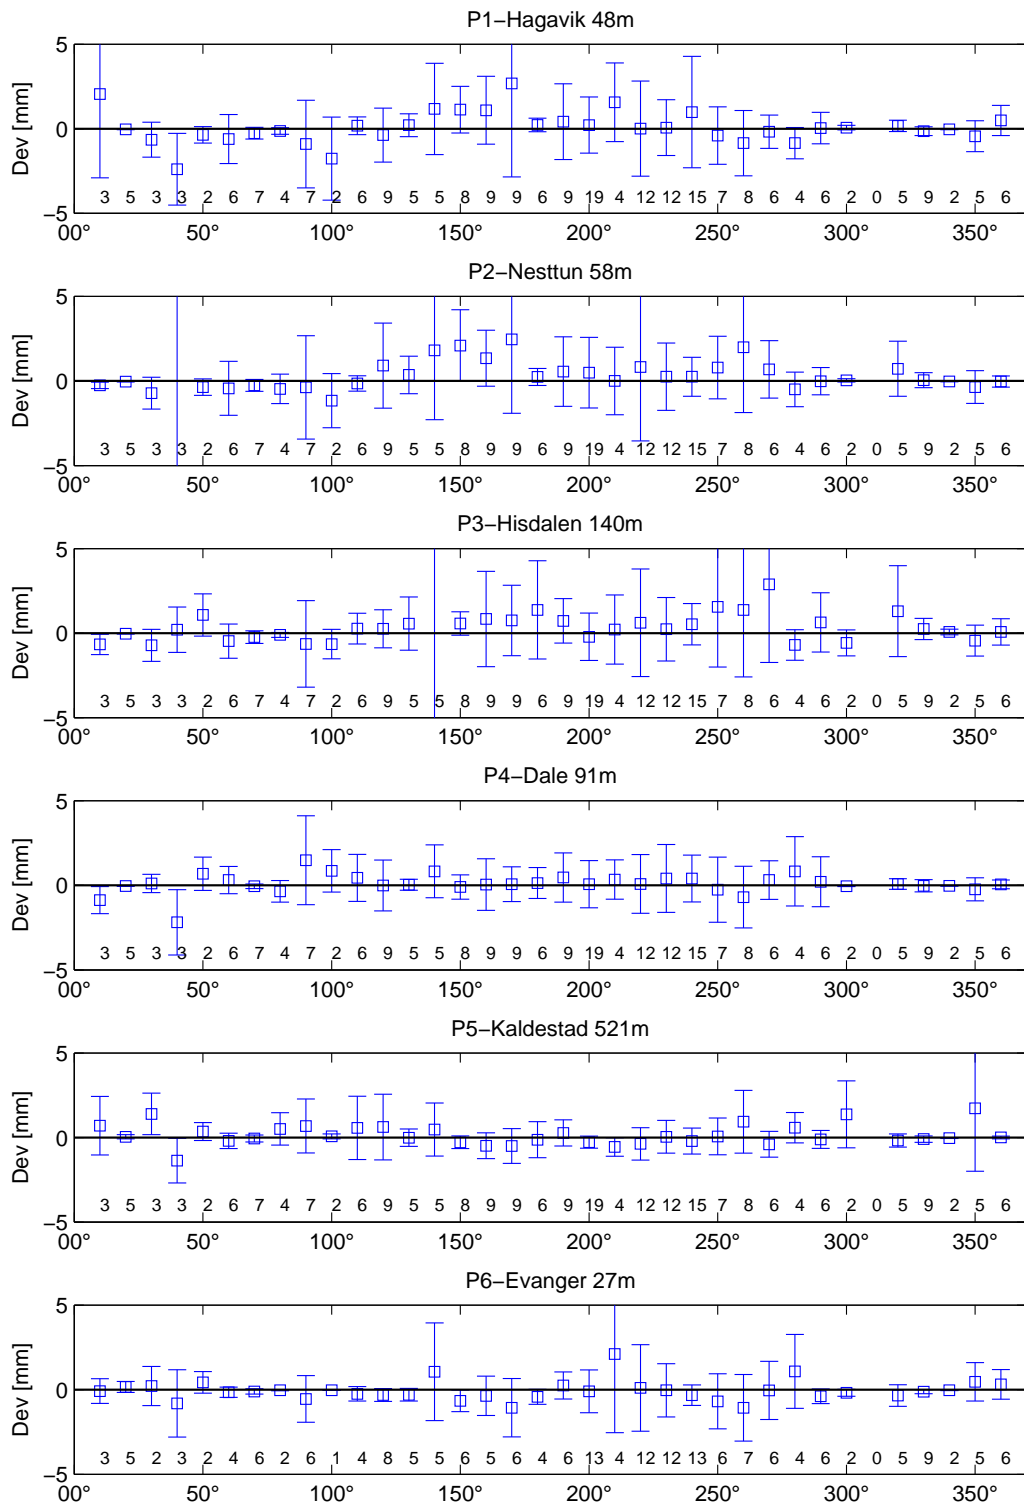 P1−Hagavik 48m
5
0
−5
Dev [mm]
3 5 3 3 2 6 7 4 7 2 6 9 5 5 8 9 9 6 9 19 4 12 12 15 7 8 6 4 6 2 0 5 9 2 5 6
00° 50° 100° 150° 200° 250° 300° 350°
P2−Nesttun 58m
5
0
−5
Dev [mm]
3 5 3 3 2 6 7 4 7 2 6 9 5 5 8 9 9 6 9 19 4 12 12 15 7 8 6 4 6 2 0 5 9 2 5 6
00° 50° 100° 150° 200° 250° 300° 350°
P3−Hisdalen 140m
5
0
−5
Dev [mm]
3 5 3 3 2 6 7 4 7 2 6 9 5 5 8 9 9 6 9 19 4 12 12 15 7 8 6 4 6 2 0 5 9 2 5 6
00° 50° 100° 150° 200° 250° 300° 350°
P4−Dale 91m
5
0
−5
Dev [mm]
3 5 3 3 2 6 7 4 7 2 6 9 5 5 8 9 9 6 9 19 4 12 12 15 7 8 6 4 6 2 0 5 9 2 5 6
00° 50° 100° 150° 200° 250° 300° 350°
P5−Kaldestad 521m
5
0
−5
Dev [mm]
3 5 3 3 2 6 7 4 7 2 6 9 5 5 8 9 9 6 9 19 4 12 12 15 7 8 6 4 6 2 0 5 9 2 5 6
00° 50° 100° 150° 200° 250° 300° 350°
P6−Evanger 27m
5
0
−5
Dev [mm]
3 5 2 3 4 6 6 2 6 1 4 8 5 5 6 5 6 4 6 13 4 12 12 13 6 7 6 4 6 2 0 5 9 2 5 6
00° 50° 100° 150° 200° 250° 300° 350°